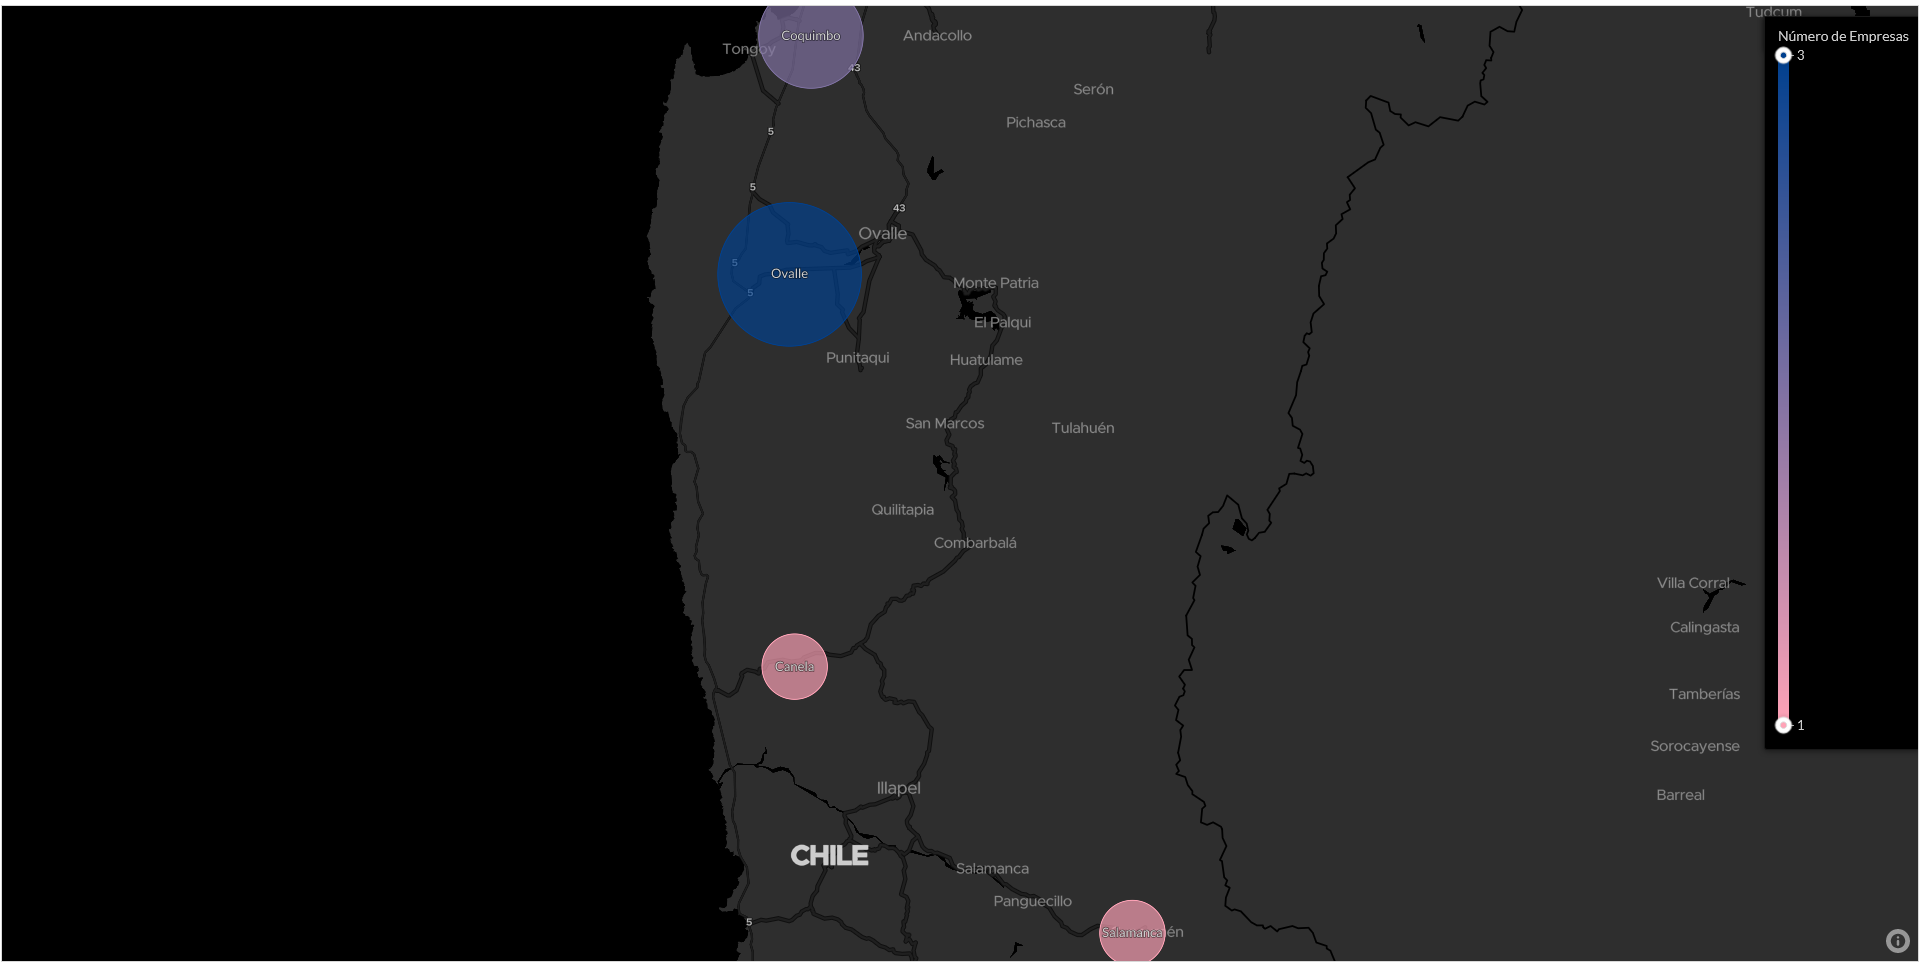 Tudcum
Coquimbo
Andacollo
Número de Empresas
Tongoy
3
43
Serón
Pichasca
5
5
43
Ovalle
5
Ovalle
Monte Patria
5
El Palqui
Punitaqui
Huatulame
San Marcos
Tulahuén
Quilitapia
Combarbalá
Villa Corral
Calingasta
Canela
Tamberías
1
Sorocayense
Illapel
Barreal
CHILE
Salamanca
Panguecillo
5
Salamanca
én